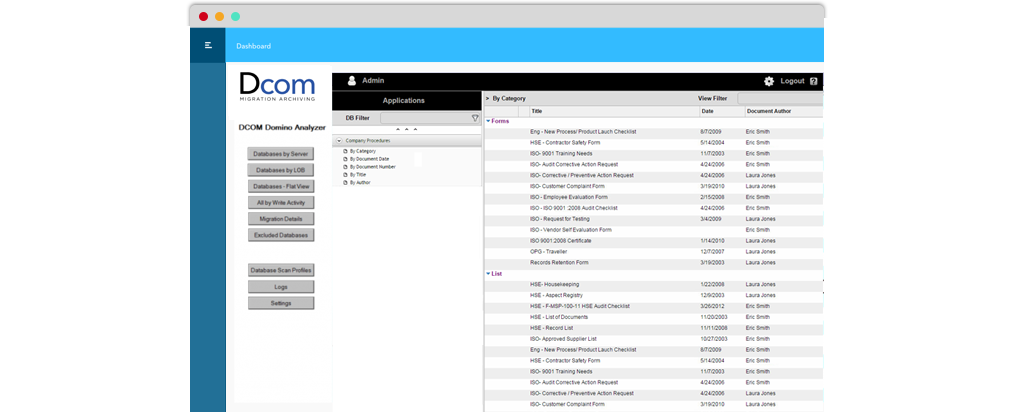 Dashboard
Dcom
MIGRATION ARCHIVING
DCOM Domino Analyzer
Databases by Server
Databases by LDB
Databases - Flat View
All by Write Activity
Migration Details
Excluded Databases
Database Scan Profiles
Logs
Settings
Admin
Logout ?
Applications
DB Filter
Company Procedures
By Category
By Document Date
By Document Number
By Title
By Author
> By Category View Filter
Title Date Document Author
Forms
Eng - New Process/ Product Lauch Checklist 8/7/2009 Eric Smith
HSE - Contractor Safety Form 5/14/2004 Eric Smith
ISO- 9001 Training Needs 11/7/2003 Eric Smith
ISO- Audit Corrective Action Request 4/24/2006 Eric Smith
ISO- Corrective / Preventive Action Request 4/24/2006 Laura Jones
ISO- Customer Complaint Form 3/19/2010 Laura Jones
ISO - Employee Evaluation Form 2/15/2008 Eric Smith
ISO - ISO 9001 :2008 Audit Checklist 4/24/2006 Eric Smith
ISO - Request for Testing 3/4/2009 Laura Jones
ISO - Vendor Self Evaluation Form Eric Smith
ISO 9001:2008 Certificate 1/14/2010 Laura Jones
OPG - Traveller 12/7/2007 Laura Jones
Records Retention Form 3/19/2003 Laura Jones
List
HSE- Housekeeping 1/22/2008 Laura Jones
HSE - Aspect Registry 12/9/2003 Laura Jones
HSE - F-MSP-100-11 HSE Audit Checklist 3/26/2012 Eric Smith
HSE - List of Documents 11/20/2003 Eric Smith
HSE - Record List 11/11/2008 Eric Smith
ISO- Approved Supplier List 10/27/2003 Eric Smith
Eng - New Process/ Product Lauch Checklist 8/7/2009 Eric Smith
HSE - Contractor Safety Form 5/14/2004 Eric Smith
ISO- 9001 Training Needs 11/7/2003 Eric Smith
ISO- Audit Corrective Action Request 4/24/2006 Eric Smith
ISO- Corrective / Preventive Action Request 4/24/2006 Laura Jones
ISO- Customer Complaint Form 3/19/2010 Laura Jones